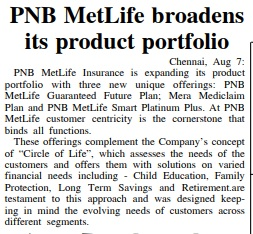 PNB MetLife broadens
its product portfolio
Chennai, Aug 7:
PNB MetLife Insurance is expanding its product
portfolio with three new unique offerings: PNB
MetLife Guaranteed Future Plan; Mera Mediclaim
Plan and PNB MetLife Smart Platinum Plus. At PNB
MetLife customer centricity is the cornerstone that
binds all functions.
These offerings complement the Company's concept
of "Circle of Life", which assesses the needs of the
customers and offers them with solutions on varied
financial needs including - Child Education, Family
Protection, Long Term Savings and Retirement.are
testament to this approach and was designed keep-
ing in mind the evolving needs of customers across
different segments.